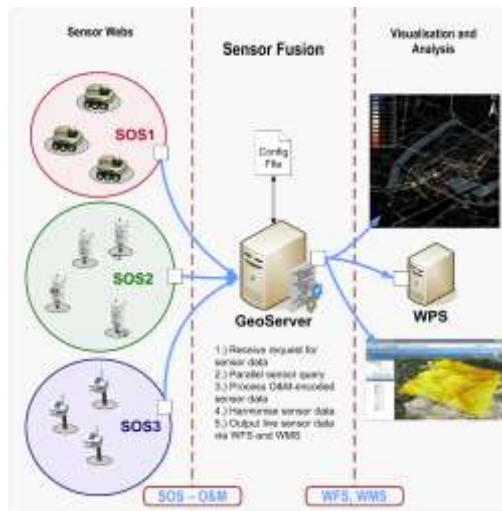 Sensor Webs
Sensor Fusion
Visualisation and
Analysis
SOS1
SOS2
SOS3
Config
File
GeoServer
1.) Receive request for
sensor data
2.) Parallel sensor query
3.) Process O&M-encoded
sensor data
4.) Harmonise sensor data
5.) Output live sensor data
via WFS and WMS
WPS
SOS – O&M
WFS, WMS